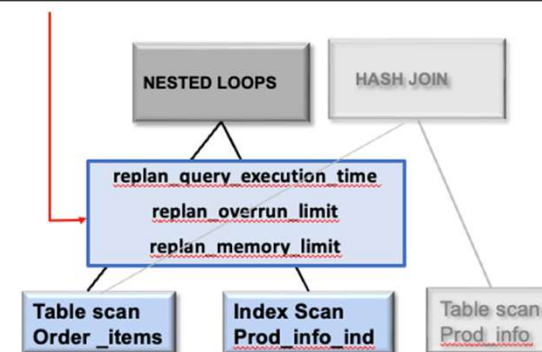 NESTED LOOPS
HASH JOIN
replan_query_execution_time
replan_overrun_limit
replan_memory_limit
Table scan
Order _items
Index Scan
Prod_info_ind
Table scan
Prod_info